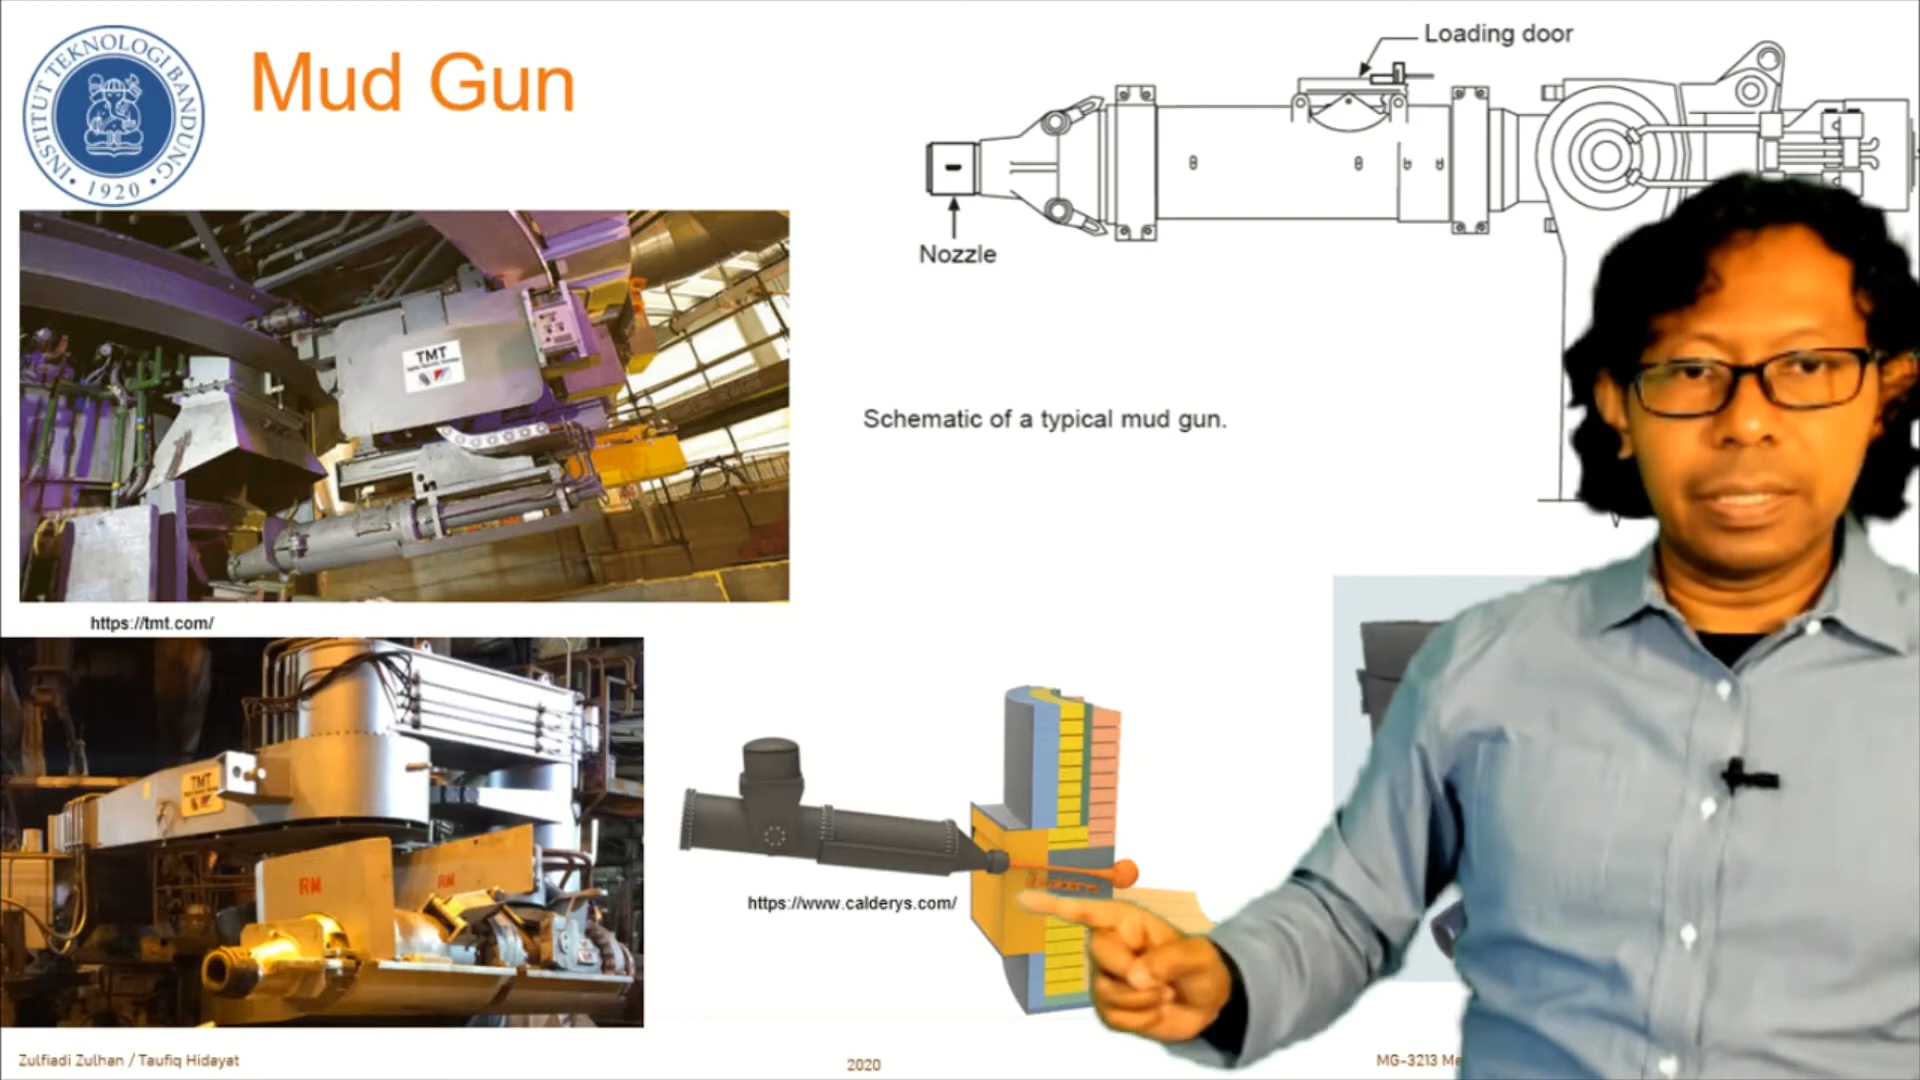 INSTITUT TEKNOLOGI BANDUNG
1920
Mud Gun
Loading door
Nozzle
TMT
Schematic of a typical mud gun.
https://tmt.com/
TMT
RM
RM
https://www.calderys.com/
Zulfiadi Zulhan / Taufiq Hidayat
2020
MG-3213 Me